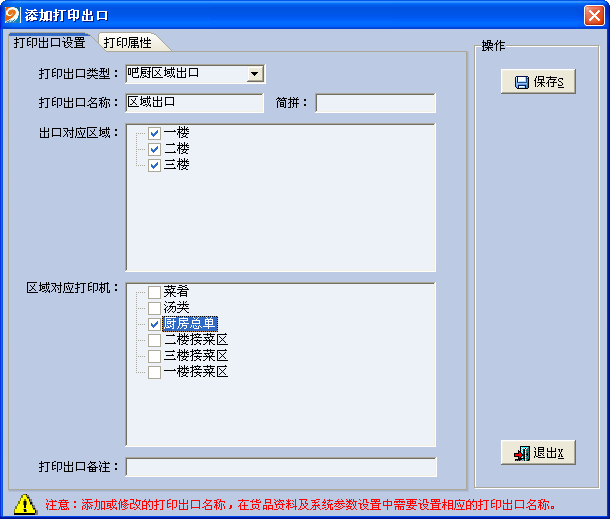 添加打印出口
打印出口设置 打印属性
操作
打印出口类型： 吧厨区域出口
打印出口名称： 区域出口 简拼：
保存S
出口对应区域：
一楼
二楼
三楼
区域对应打印机：
菜肴
汤类
厨房总单
二楼接菜区
三楼接菜区
一楼接菜区
退出X
打印出口备注：
注意：添加或修改的打印出口名称，在货品资料及系统参数设置中需要设置相应的打印出口名称。